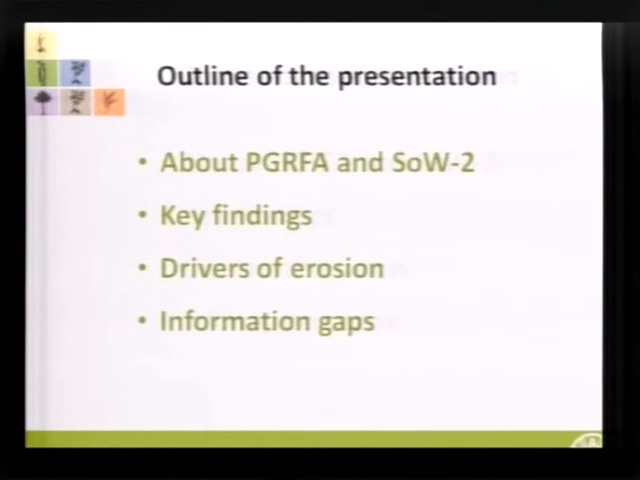 Outline of the presentation
• About PGRFA and SoW-2
• Key findings
• Drivers of erosion
• Information gaps